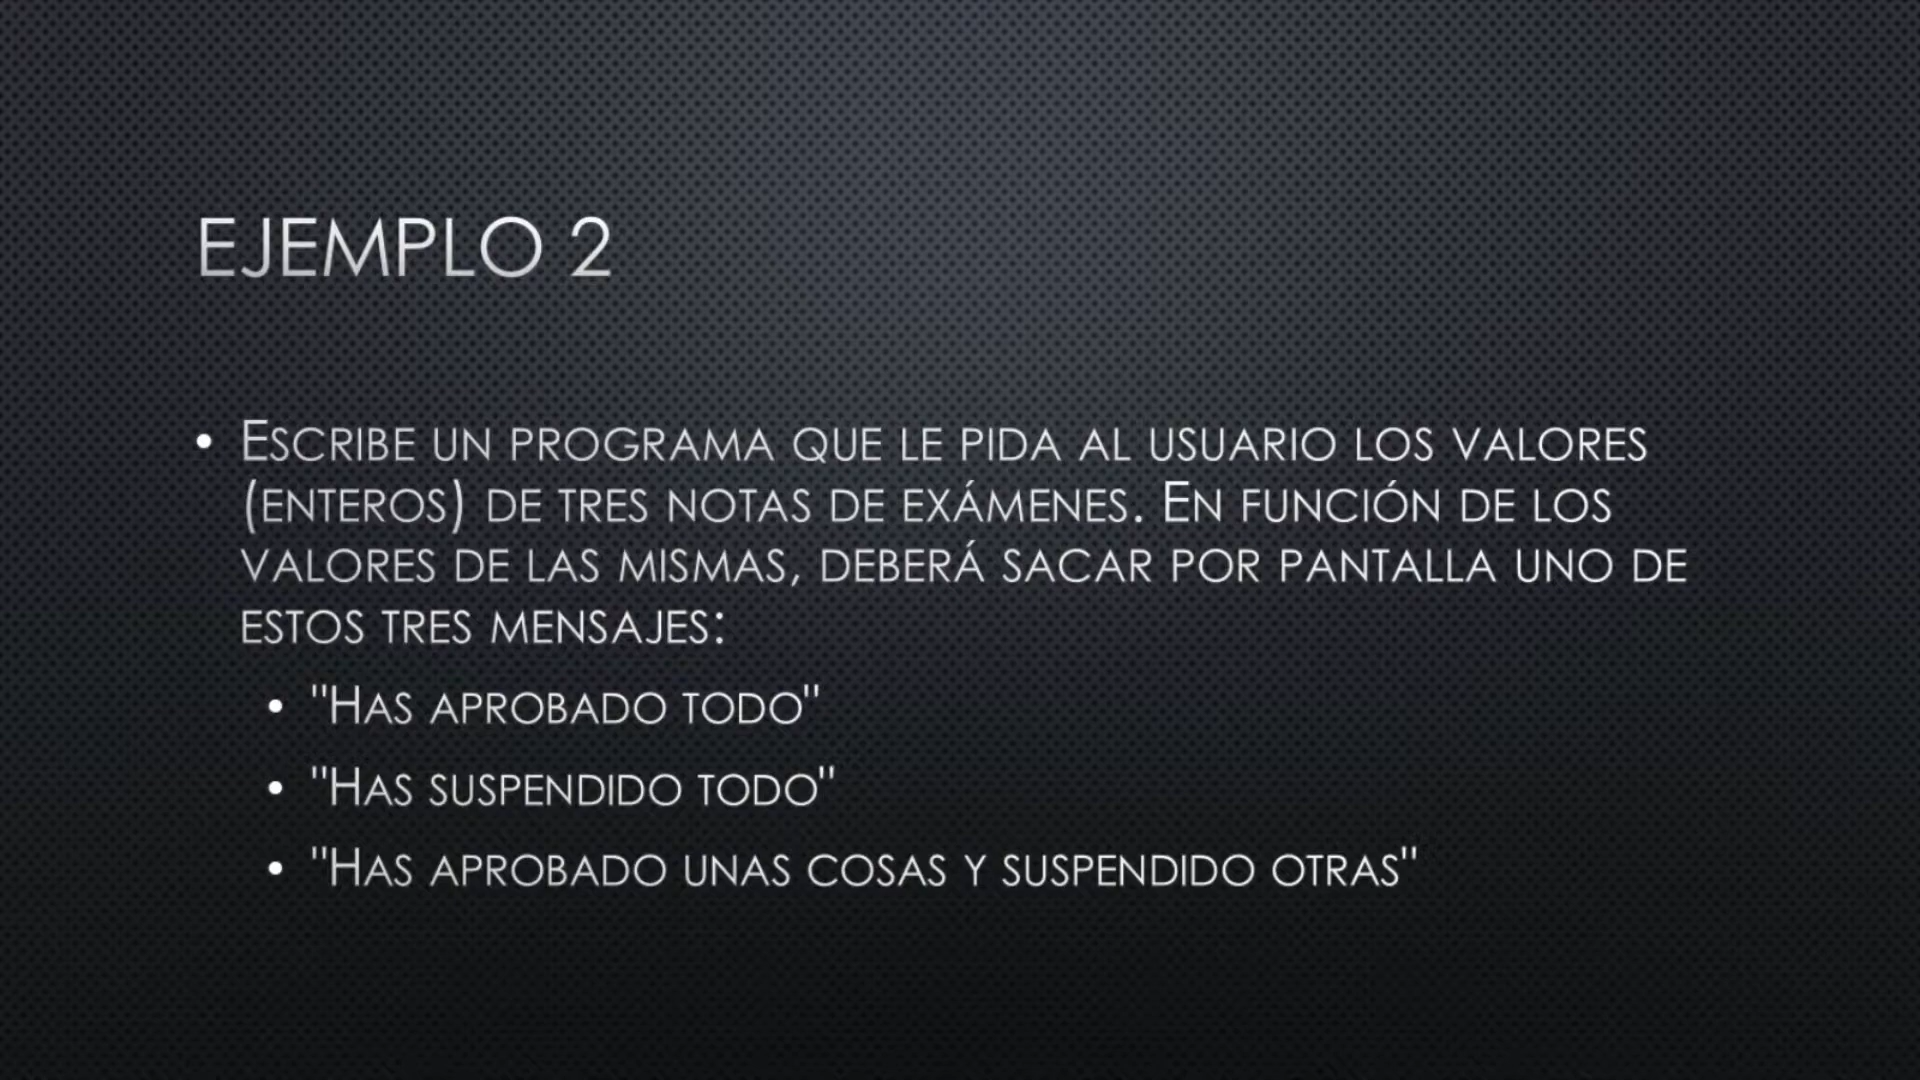 EJEMPLO 2
• ESCRIBE UN PROGRAMA QUE LE PIDA AL USUARIO LOS VALORES
(ENTEROS) DE TRES NOTAS DE EXÁMENES. EN FUNCIÓN DE LOS
VALORES DE LAS MISMAS, DEBERÁ SACAR POR PANTALLA UNO DE
ESTOS TRES MENSAJES:
• "HAS APROBADO TODO"
• "HAS SUSPENDIDO TODO"
• "HAS APROBADO UNAS COSAS Y SUSPENDIDO OTRAS"